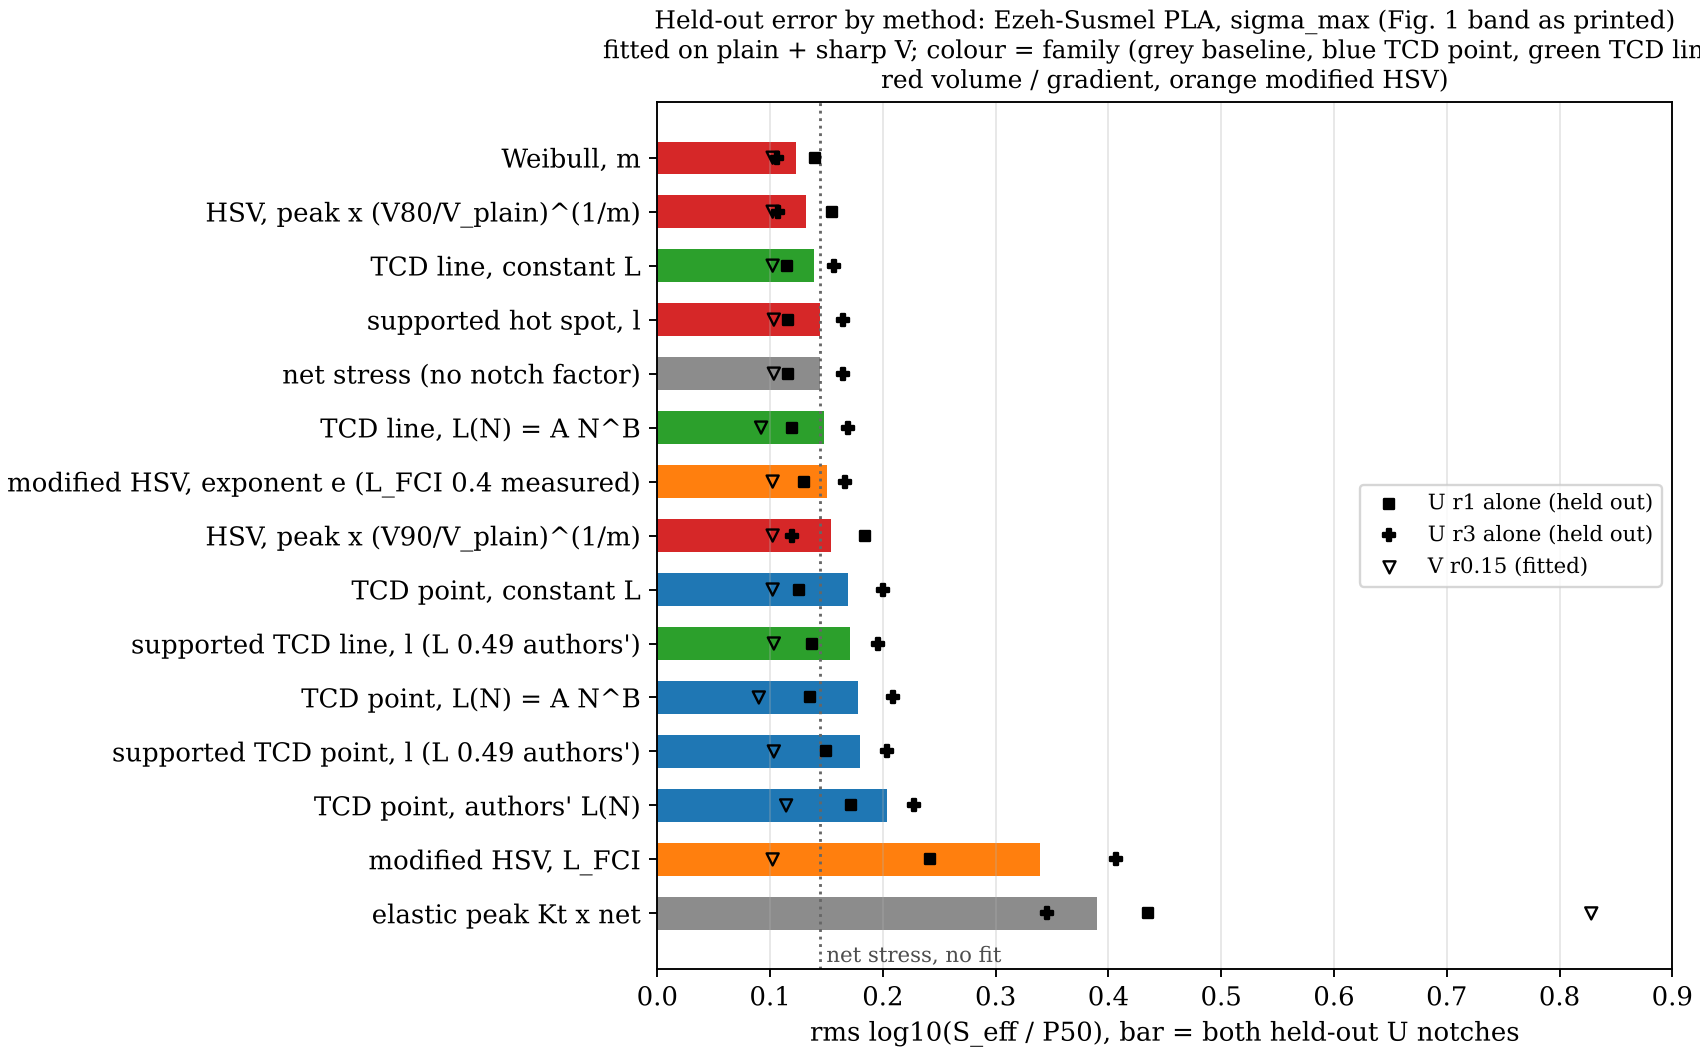 Held-out error by method: Ezeh-Susmel PLA, sigma_max (Fig. 1 band as printed)
fitted on plain + sharp V; colour = family (grey baseline, blue TCD point, green TCD lin
red volume / gradient, orange modified HSV)
Weibull, m
HSV, peak x (V80/V_plain)^(1/m)
TCD line, constant L
supported hot spot, l
net stress (no notch factor)
TCD line, L(N) = A N^B
modified HSV, exponent e (L_FCI 0.4 measured)
HSV, peak x (V90/V_plain)^(1/m)
TCD point, constant L
supported TCD line, l (L 0.49 authors')
TCD point, L(N) = A N^B
supported TCD point, l (L 0.49 authors')
TCD point, authors' L(N)
modified HSV, L_FCI
elastic peak Kt x net
U r1 alone (held out)
U r3 alone (held out)
V r0.15 (fitted)
net stress, no fit
0.0 0.1 0.2 0.3 0.4 0.5 0.6 0.7 0.8 0.9
rms log10(S_eff / P50), bar = both held-out U notches